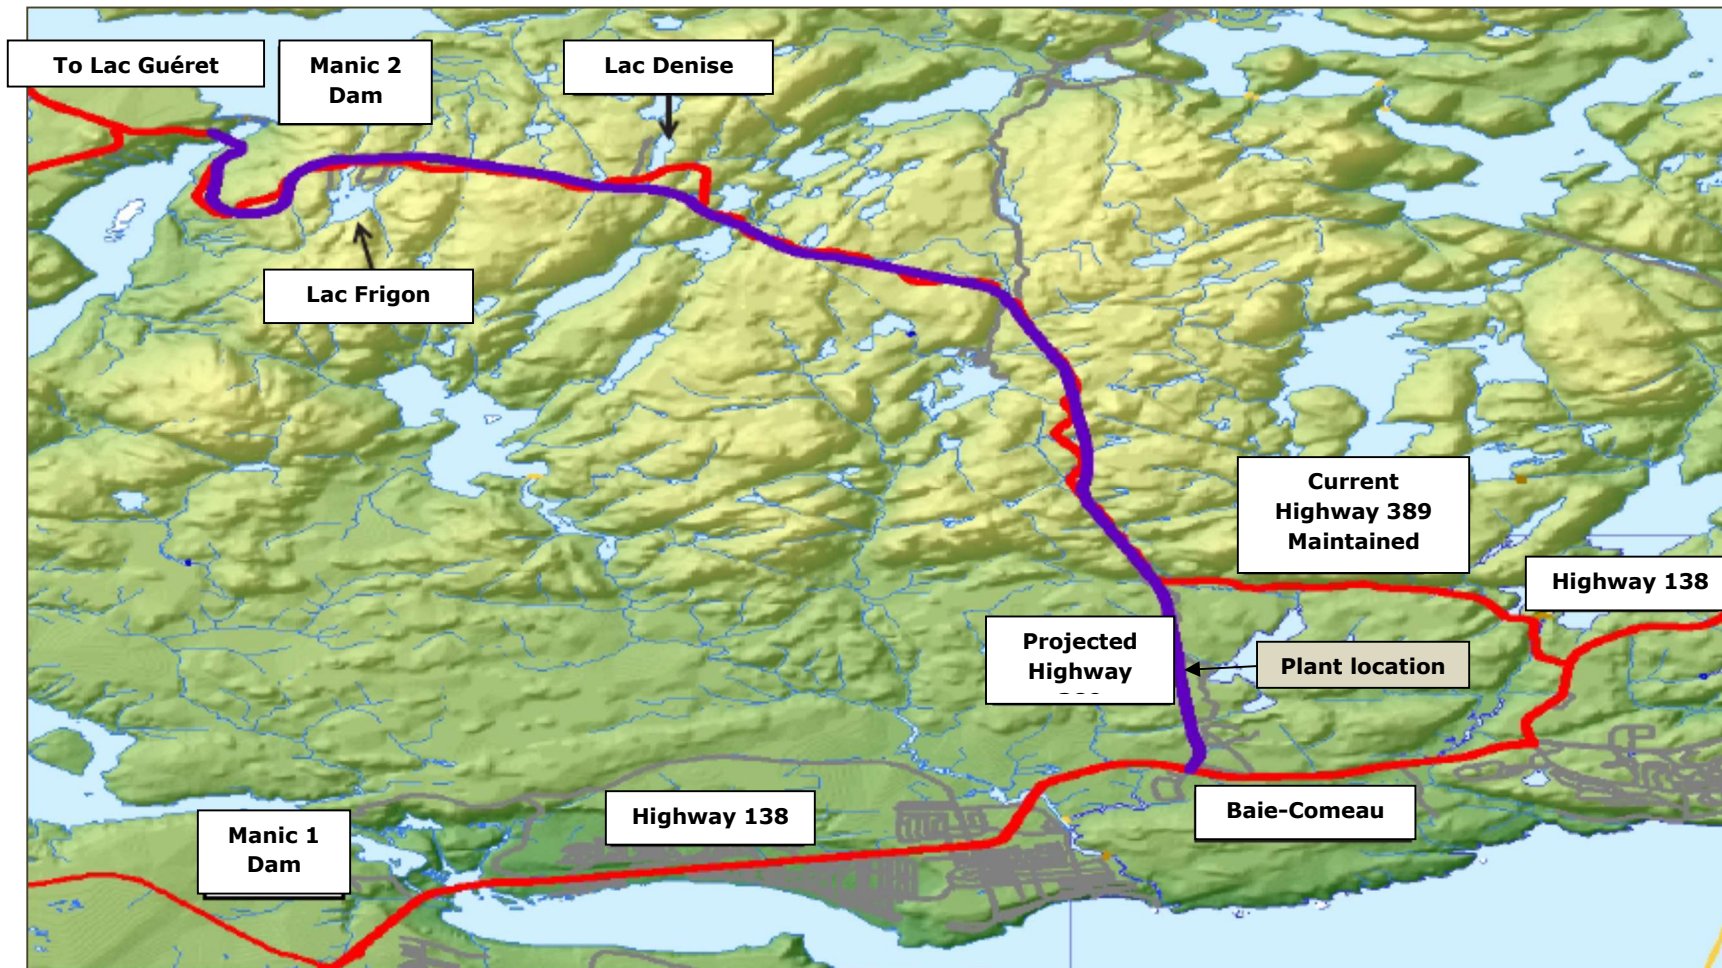 To Lac Guéret
Manic 2
Dam
Lac Denise
Lac Frigon
Current
Highway 389
Maintained
Highway 138
Projected
Highway
Plant location
Baie-Comeau
Highway 138
Manic 1
Dam